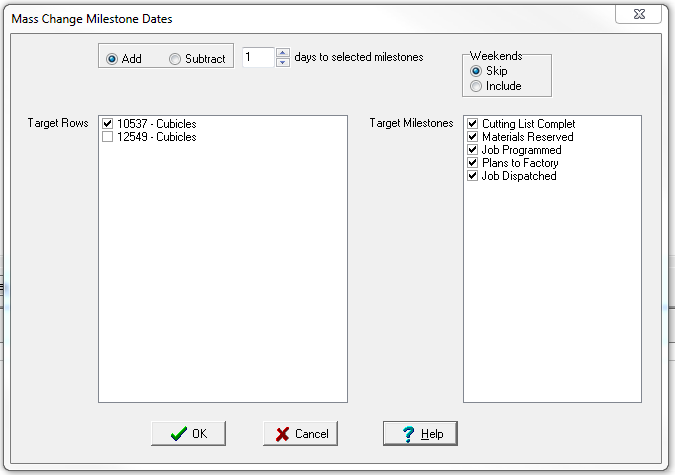 Mass Change Milestone Dates
Add Subtract 1 days to selected milestones
Weekends
Skip
Include
Target Rows
10537 - Cubicles
12549 - Cubicles
Target Milestones
Cutting List Complet
Materials Reserved
Job Programmed
Plans to Factory
Job Dispatched
OK Cancel Help